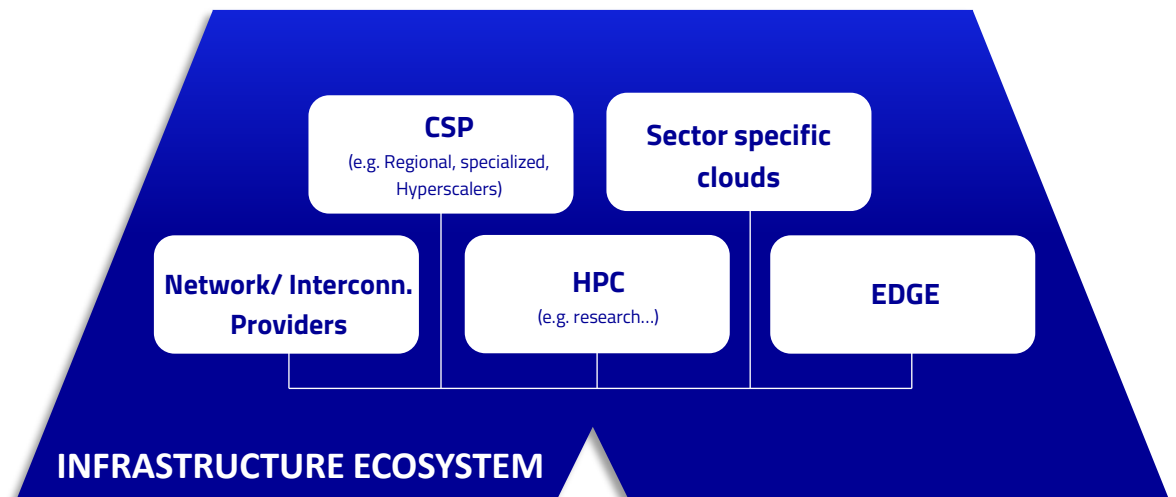 CSP
(e.g. Regional, specialized,
Hyperscalers)
Sector specific
clouds
Network/ Interconn.
Providers
HPC
(e.g. research...)
EDGE
INFRASTRUCTURE ECOSYSTEM